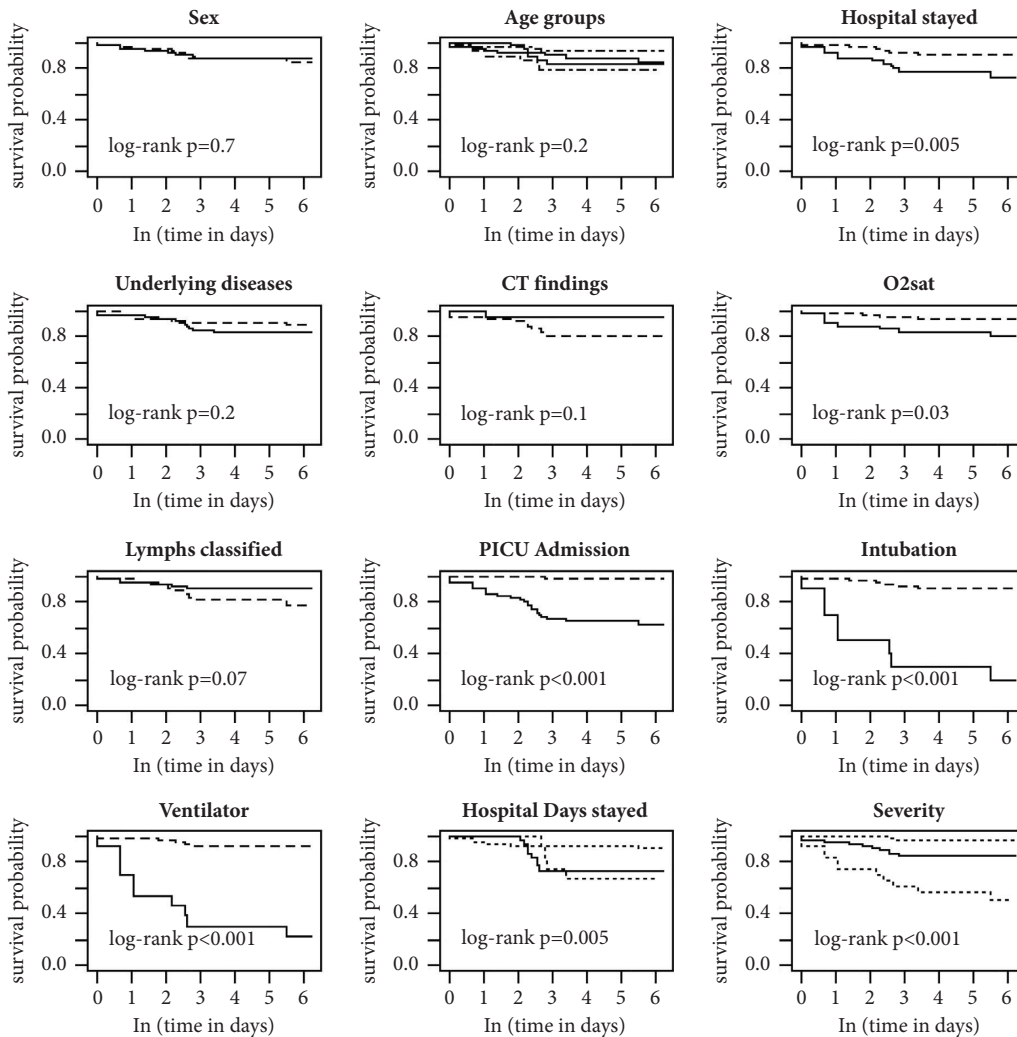 Sex
survival probability
0.8
0.4
0.0
log-rank p=0.7
0 1 2 3 4 5 6
In (time in days)
Age groups
survival probability
0.8
0.4
0.0
log-rank p=0.2
0 1 2 3 4 5 6
In (time in days)
Hospital stayed
survival probability
0.8
0.4
0.0
log-rank p=0.005
0 1 2 3 4 5 6
In (time in days)
Underlying diseases
survival probability
0.8
0.4
0.0
log-rank p=0.2
0 1 2 3 4 5 6
In (time in days)
CT findings
survival probability
0.8
0.4
0.0
log-rank p=0.1
0 1 2 3 4 5 6
In (time in days)
O2sat
survival probability
0.8
0.4
0.0
log-rank p=0.03
0 1 2 3 4 5 6
In (time in days)
Lymphs classified
survival probability
0.8
0.4
0.0
log-rank p=0.07
0 1 2 3 4 5 6
In (time in days)
PICU Admission
survival probability
0.8
0.4
0.0
log-rank p<0.001
0 1 2 3 4 5 6
In (time in days)
Intubation
survival probability
0.8
0.4
0.0
log-rank p<0.001
0 1 2 3 4 5 6
In (time in days)
Ventilator
survival probability
0.8
0.4
0.0
log-rank p<0.001
0 1 2 3 4 5 6
In (time in days)
Hospital Days stayed
survival probability
0.8
0.4
0.0
log-rank p=0.005
0 1 2 3 4 5 6
In (time in days)
Severity
survival probability
0.8
0.4
0.0
log-rank p<0.001
0 1 2 3 4 5 6
In (time in days)